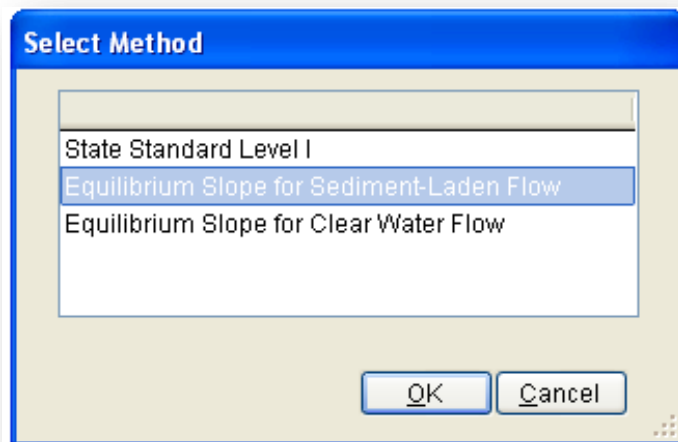 Select Method
State Standard Level I
Equilibrium Slope for Sediment-Laden Flow
Equilibrium Slope for Clear Water Flow
OK Cancel